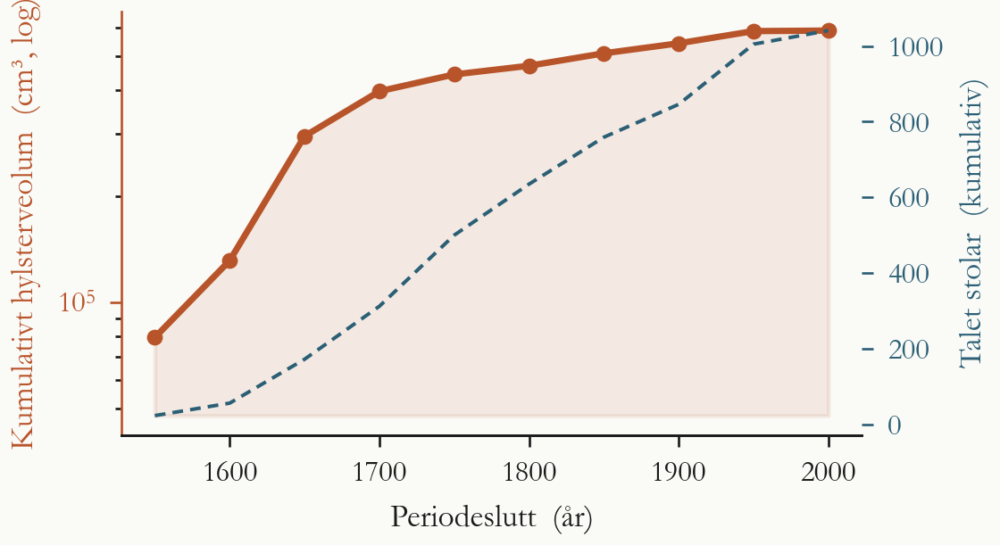 Kumulativt hylsterveolum (cm³, log)
10⁵
1000
800
600
400
200
0
Talet stolar (kumulativ)
1600 1700 1800 1900 2000
Periodeslutt (år)